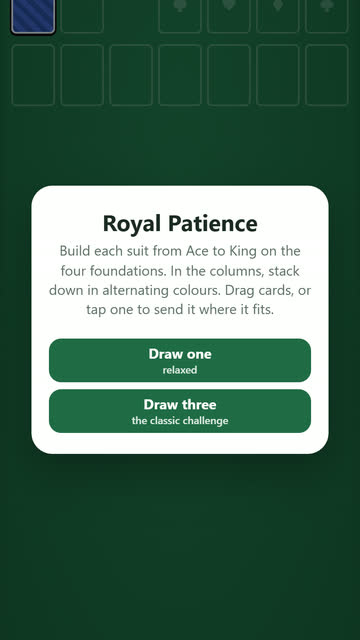 Royal Patience
Build each suit from Ace to King on the
four foundations. In the columns, stack
down in alternating colours. Drag cards, or
tap one to send it where it fits.
Draw one
relaxed
Draw three
the classic challenge